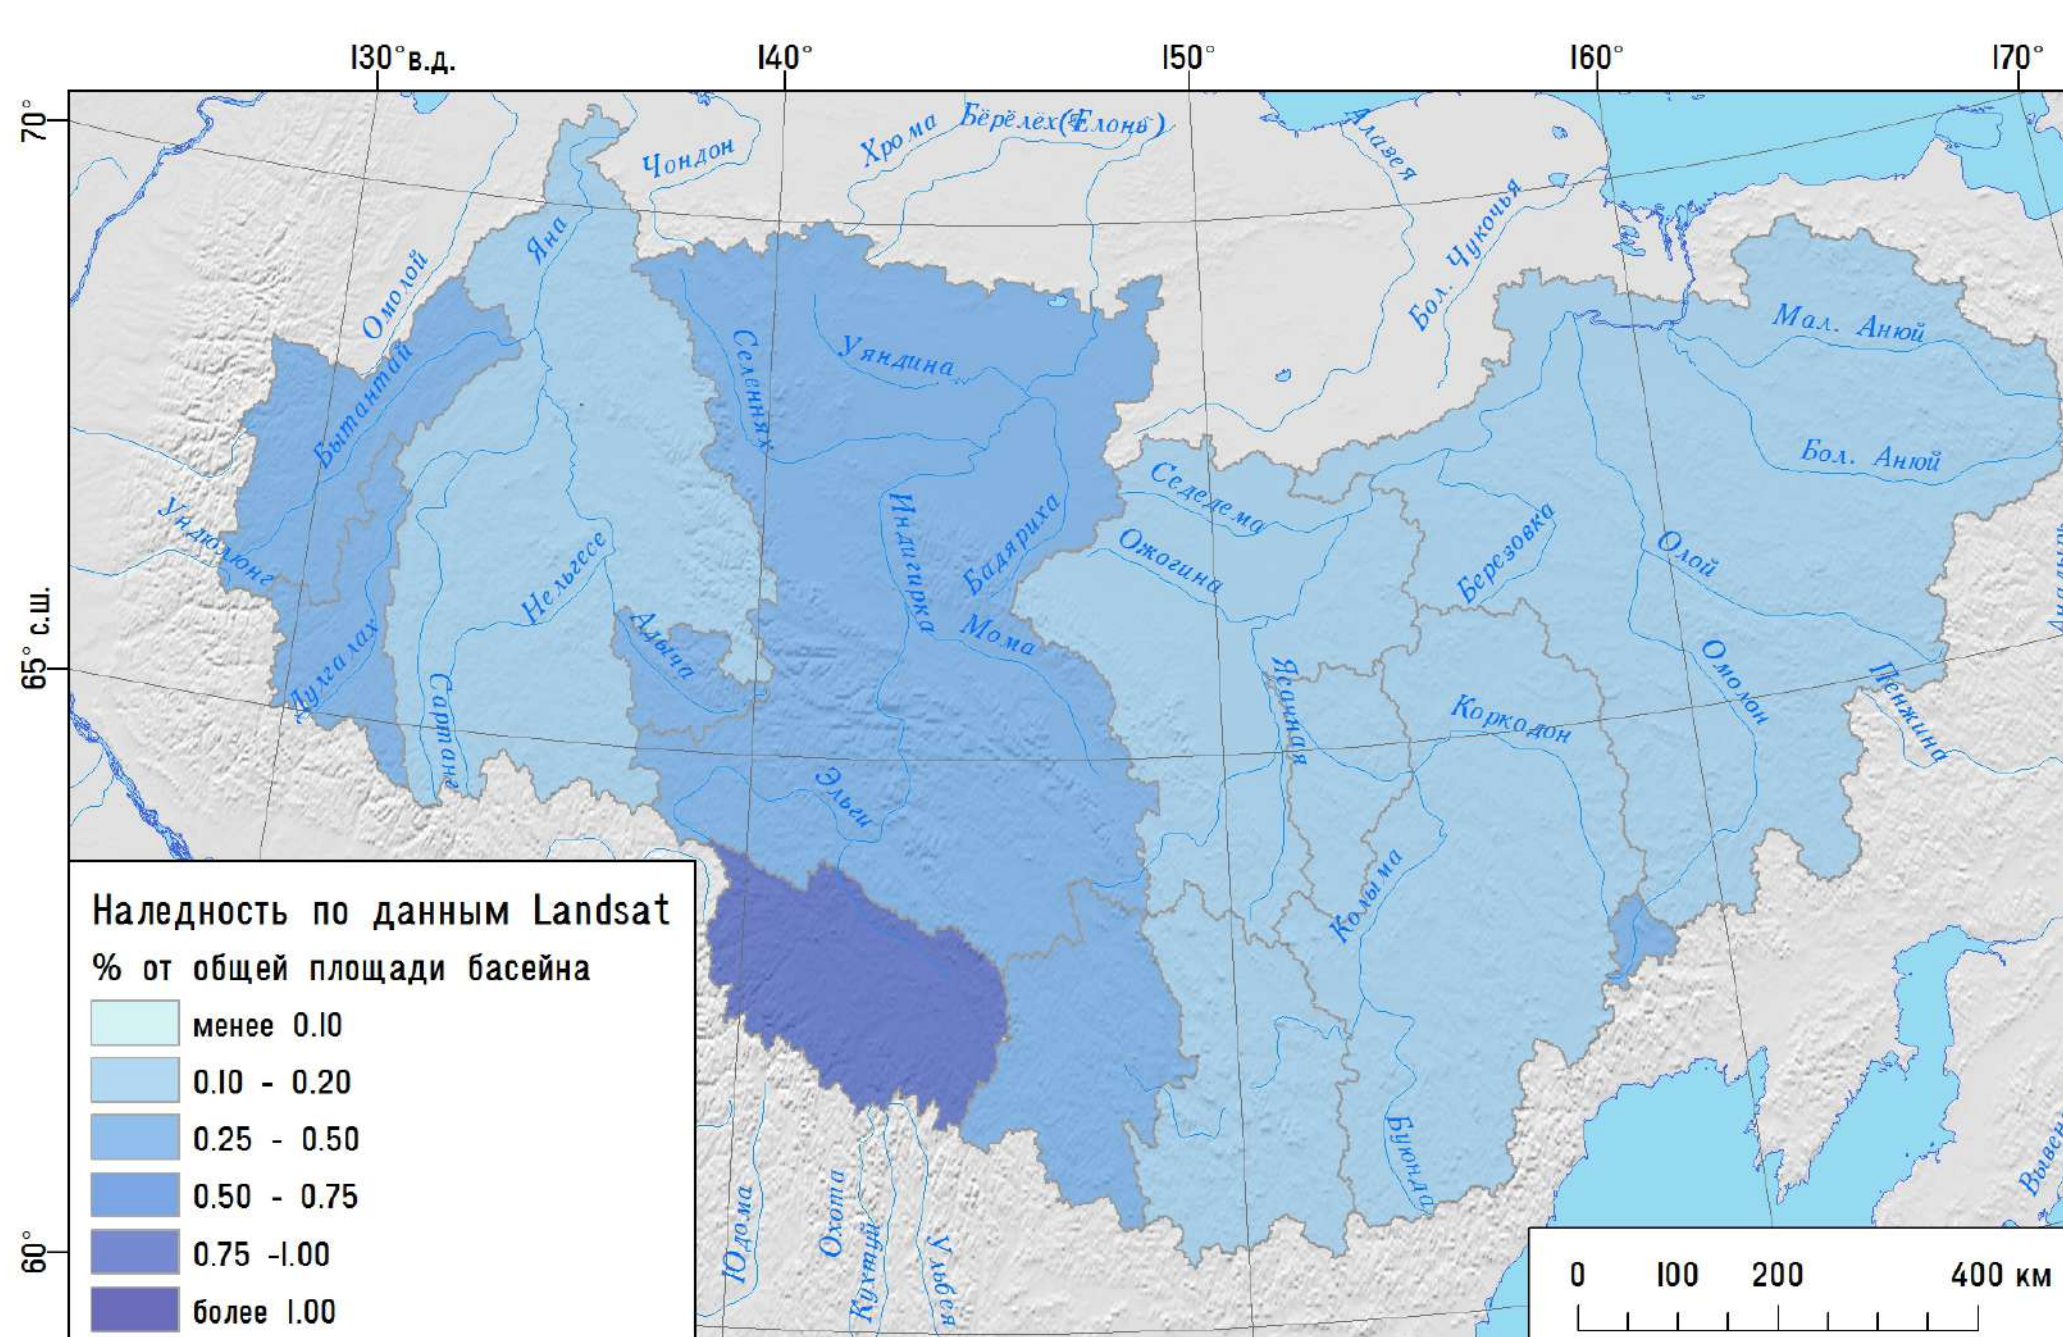 130° в.д.
140°
150°
160°
170°
70°
65° с.ш.
60°
Чондон
Хрома
Бёрёлёх(Елонь)
Алазея
Бол. Чукочья
Омолой
Яна
Бытантай
Селеннях
Уяндина
Мал. Анюй
Бол. Анюй
Ундюлюнг
Нельгесе
Адыча
Дулгалах
Сартанг
Индигирка
Бадяриха
Мома
Седедема
Ожогина
Березовка
Олой
Омолон
Пенжина
Ясачная
Коркодон
Эльги
Колыма
Буюнда
Юдома
Охота
Кухтуй
Ульбея
Наледность по данным Landsat
% от общей площади басейна
менее 0.10
0.10 - 0.20
0.25 - 0.50
0.50 - 0.75
0.75 -1.00
более 1.00
0 100 200 400 км